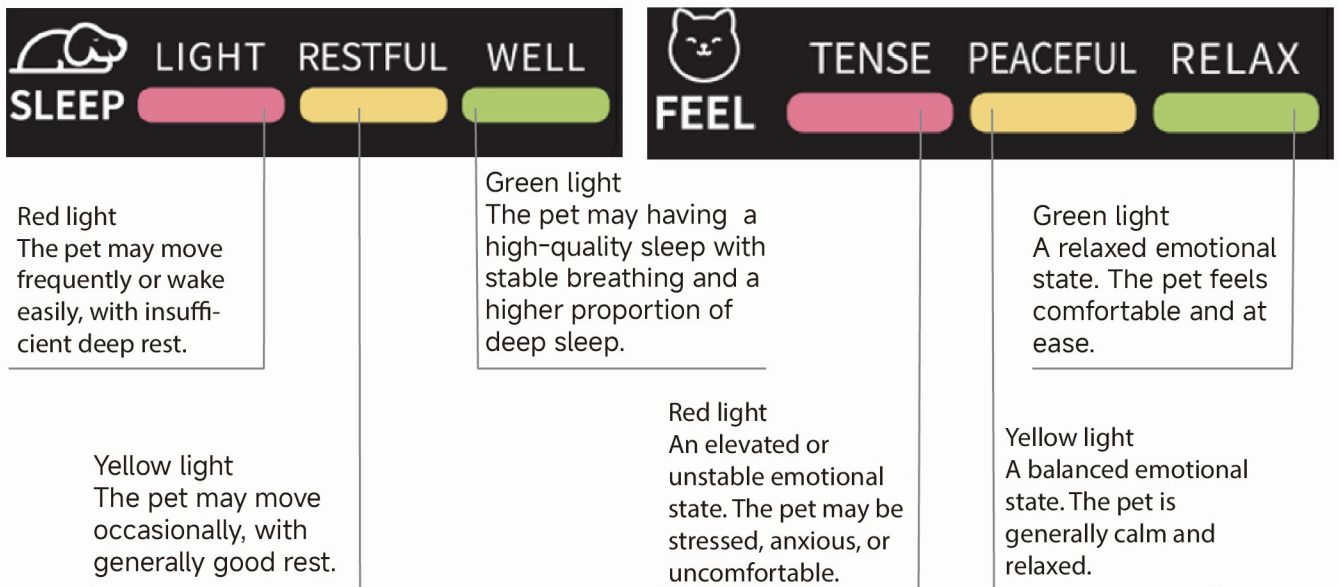 LIGHT RESTFUL WELL
SLEEP
TENSE PEACEFUL RELAX
FEEL
Red light
The pet may move
frequently or wake
easily, with insuffi-
cient deep rest.
Green light
The pet may having a
high-quality sleep with
stable breathing and a
higher proportion of
deep sleep.
Yellow light
The pet may move
occasionally, with
generally good rest.
Green light
A relaxed emotional
state. The pet feels
comfortable and at
ease.
Red light
An elevated or
unstable emotional
state. The pet may be
stressed, anxious, or
uncomfortable.
Yellow light
A balanced emotional
state. The pet is
generally calm and
relaxed.